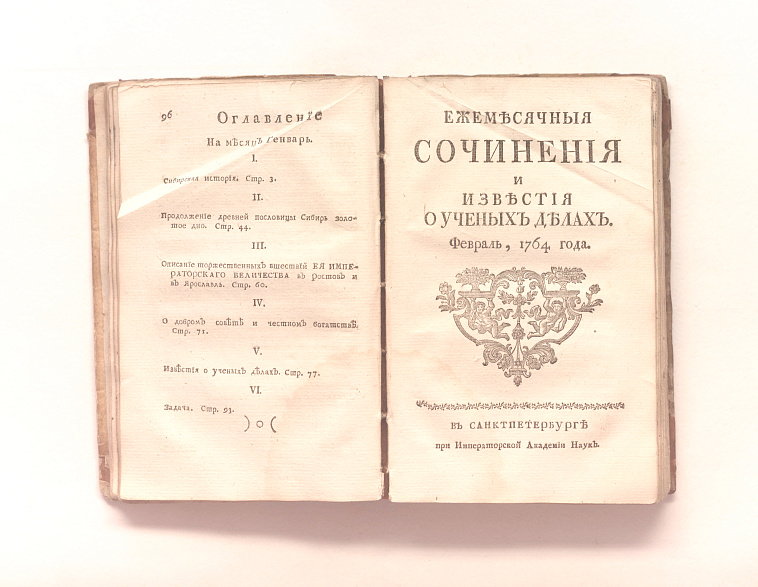 96 Оглавленіе
На мѣсяцъ Генварь.
I.
Сибирская исторія. Стр. 3.
II.
Продолженіе древней пословицы Сибирь золо-
тое дно. Стр. 44.
III.
Описаніе торжественныхъ вшествій ЕЯ ИМПЕ-
РАТОРСКАГО ВЕЛИЧЕСТВА въ Ростовъ и
въ Ярославль. Стр. 60.
IV.
О добромъ совѣтѣ и честномъ богатствѣ.
Стр. 71.
V.
Извѣстія о ученыхъ дѣлахъ. Стр. 77.
VI.
Задача. Стр. 93.
ЕЖЕМѢСЯЧНЫЯ
СОЧИНЕНІЯ
И
ИЗВѢСТІЯ
О УЧЕНЫХЪ ДѢЛАХЪ.
Февраль, 1764 года.
ВЪ САНКТПЕТЕРБУРГѢ
при Императорской Академіи Наукъ.